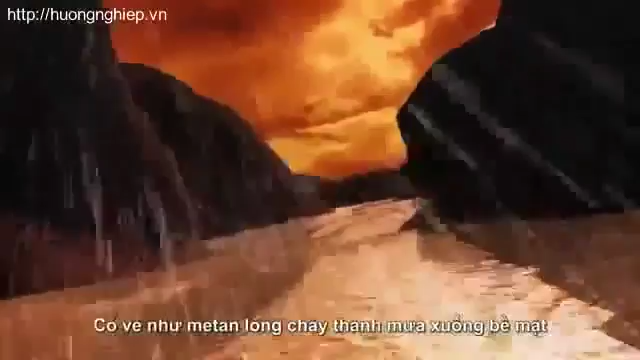 http://huongnghiep.vn
Có vẻ như metan lỏng chảy thành mưa xuống bề mặt